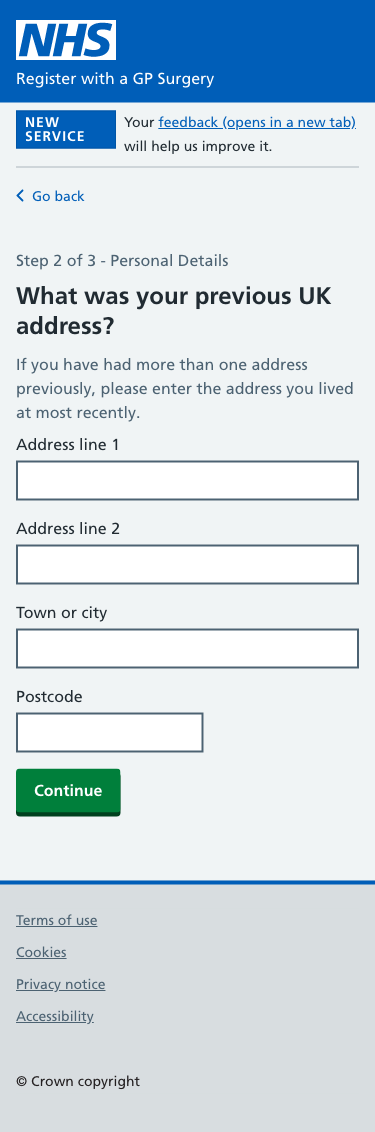 NHS
Register with a GP Surgery
NEW
SERVICE
Your feedback (opens in a new tab)
will help us improve it.
Go back
Step 2 of 3 - Personal Details
What was your previous UK
address?
If you have had more than one address
previously, please enter the address you lived
at most recently.
Address line 1
Address line 2
Town or city
Postcode
Continue
Terms of use
Cookies
Privacy notice
Accessibility
© Crown copyright